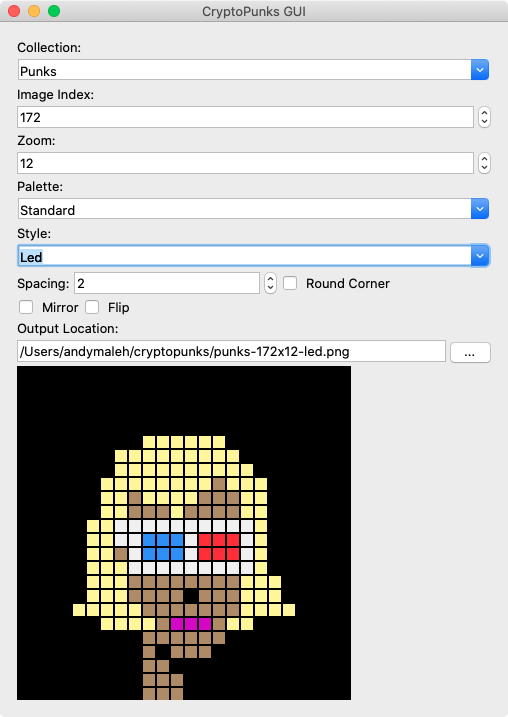 CryptoPunks GUI
Collection:
Punks
Image Index:
172
Zoom:
12
Palette:
Standard
Style:
Led
Spacing: 2 Round Corner
Mirror Flip
Output Location:
/Users/andymaleh/cryptopunks/punks-172x12-led.png ...